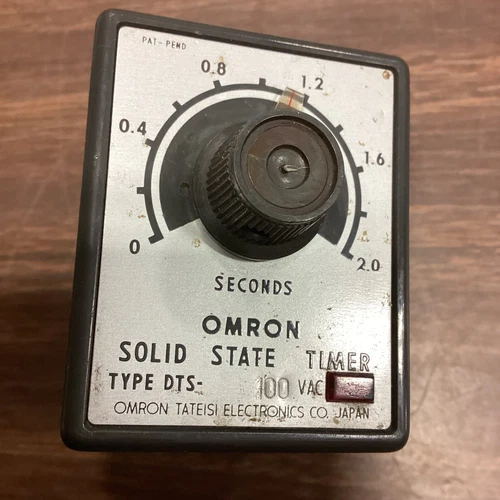 PAT-PEND
0 0.4 0.8 1.2 1.6 2.0
SECONDS
OMRON
SOLID STATE TIMER
TYPE DTS- 100 VAC
OMRON TATEISI ELECTRONICS CO. JAPAN